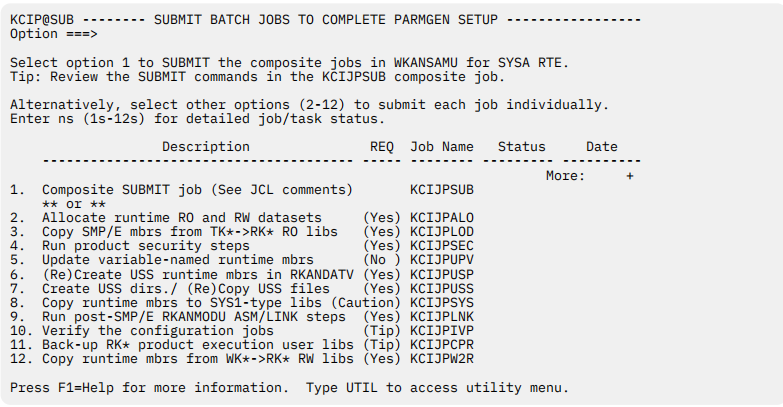 KCIP@SUB -------- SUBMIT BATCH JOBS TO COMPLETE PARMGEN SETUP -----------------
Option ===>
Select option 1 to SUBMIT the composite jobs in WKANSAMU for SYSA RTE.
Tip: Review the SUBMIT commands in the KCIJPSUB composite job.
Alternatively, select other options (2-12) to submit each job individually.
Enter ns (1s-12s) for detailed job/task status.
Description REQ Job Name Status Date
--------------------------------------- ----- -------- --------- ----------
More: +
1. Composite SUBMIT job (See JCL comments) KCIJPSUB
** or **
2. Allocate runtime RO and RW datasets (Yes) KCIJPALO
3. Copy SMP/E mbrs from TK*->RK* RO libs (Yes) KCIJPLOD
4. Run product security steps (Yes) KCIJPSEC
5. Update variable-named runtime mbrs (No ) KCIJPUPV
6. (Re)Create USS runtime mbrs in RKANDATV (Yes) KCIJPUSP
7. Create USS dirs./ (Re)Copy USS files (Yes) KCIJPUSS
8. Copy runtime mbrs to SYS1-type libs (Caution) KCIJPSYS
9. Run post-SMP/E RKANMODU ASM/LINK steps (Yes) KCIJPLNK
10. Verify the configuration jobs (Tip) KCIJPIVP
11. Back-up RK* product execution user libs (Tip) KCIJPCPR
12. Copy runtime mbrs from WK*->RK* RW libs (Yes) KCIJPW2R
Press F1=Help for more information. Type UTIL to access utility menu.